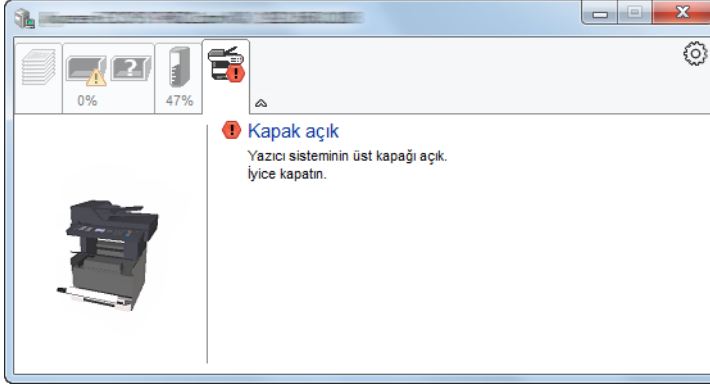 0%
47%
Kapak açık
Yazıcı sisteminin üst kapağı açık.
İyice kapatın.